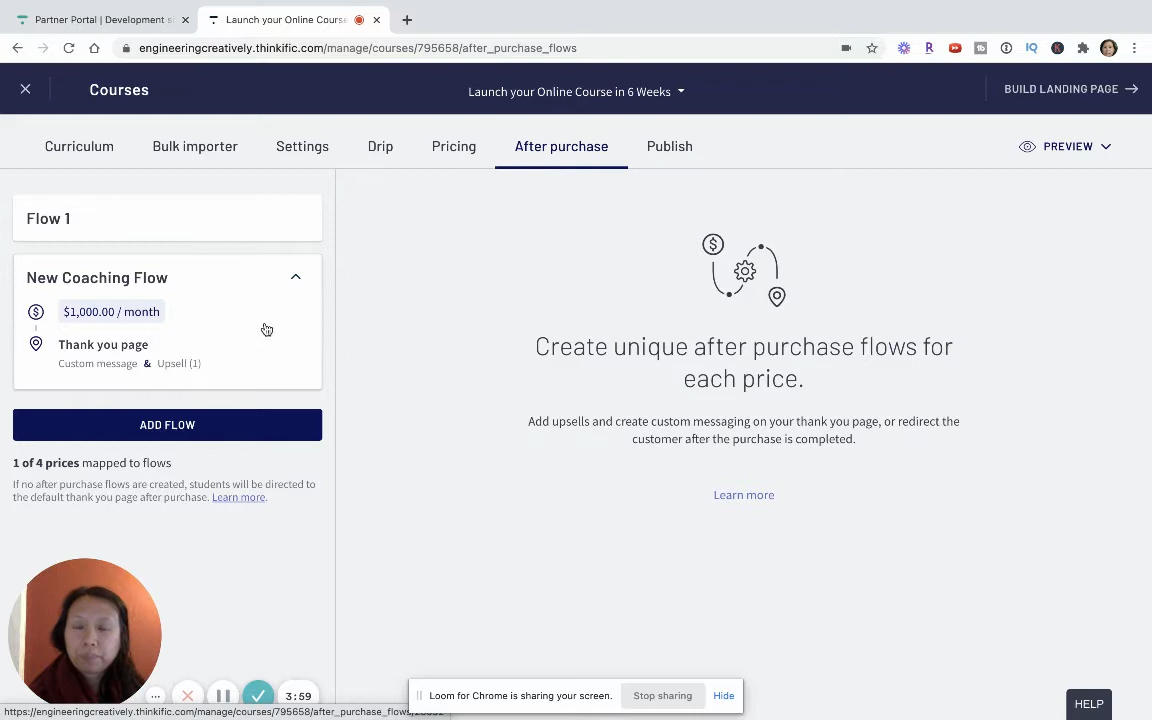 Partner Portal | Development s
Launch your Online Course
engineeringcreatively.thinkific.com/manage/courses/795658/after_purchase_flows
Courses
Launch your Online Course in 6 Weeks
BUILD LANDING PAGE
Curriculum
Bulk importer
Settings
Drip
Pricing
After purchase
Publish
PREVIEW
Flow 1
New Coaching Flow
$1,000.00 / month
Thank you page
Custom message & Upsell (1)
ADD FLOW
1 of 4 prices mapped to flows
If no after purchase flows are created, students will be directed to
the default thank you page after purchase. Learn more.
Create unique after purchase flows for
each price.
Add upsells and create custom messaging on your thank you page, or redirect the
customer after the purchase is completed.
Learn more
3:59
Loom for Chrome is sharing your screen.
Stop sharing
Hide
HELP
https://engineeringcreatively.thinkific.com/manage/courses/795658/after_purchase_flows